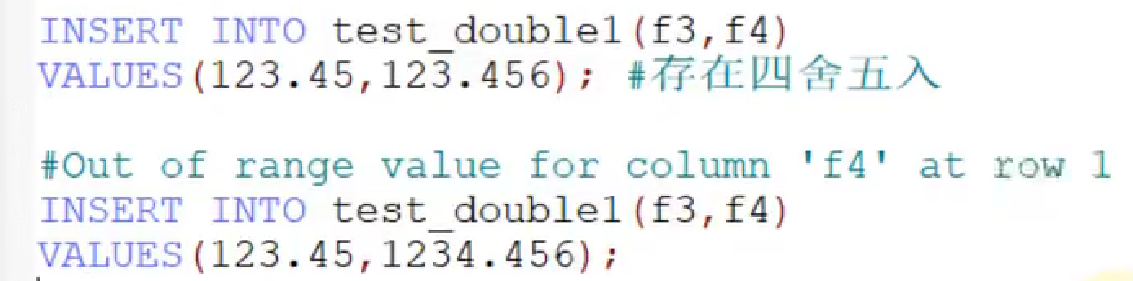 INSERT INTO test_double1(f3,f4)
VALUES(123.45,123.456); #存在四舍五入
#Out of range value for column 'f4' at row 1
INSERT INTO test_double1(f3,f4)
VALUES(123.45,1234.456);